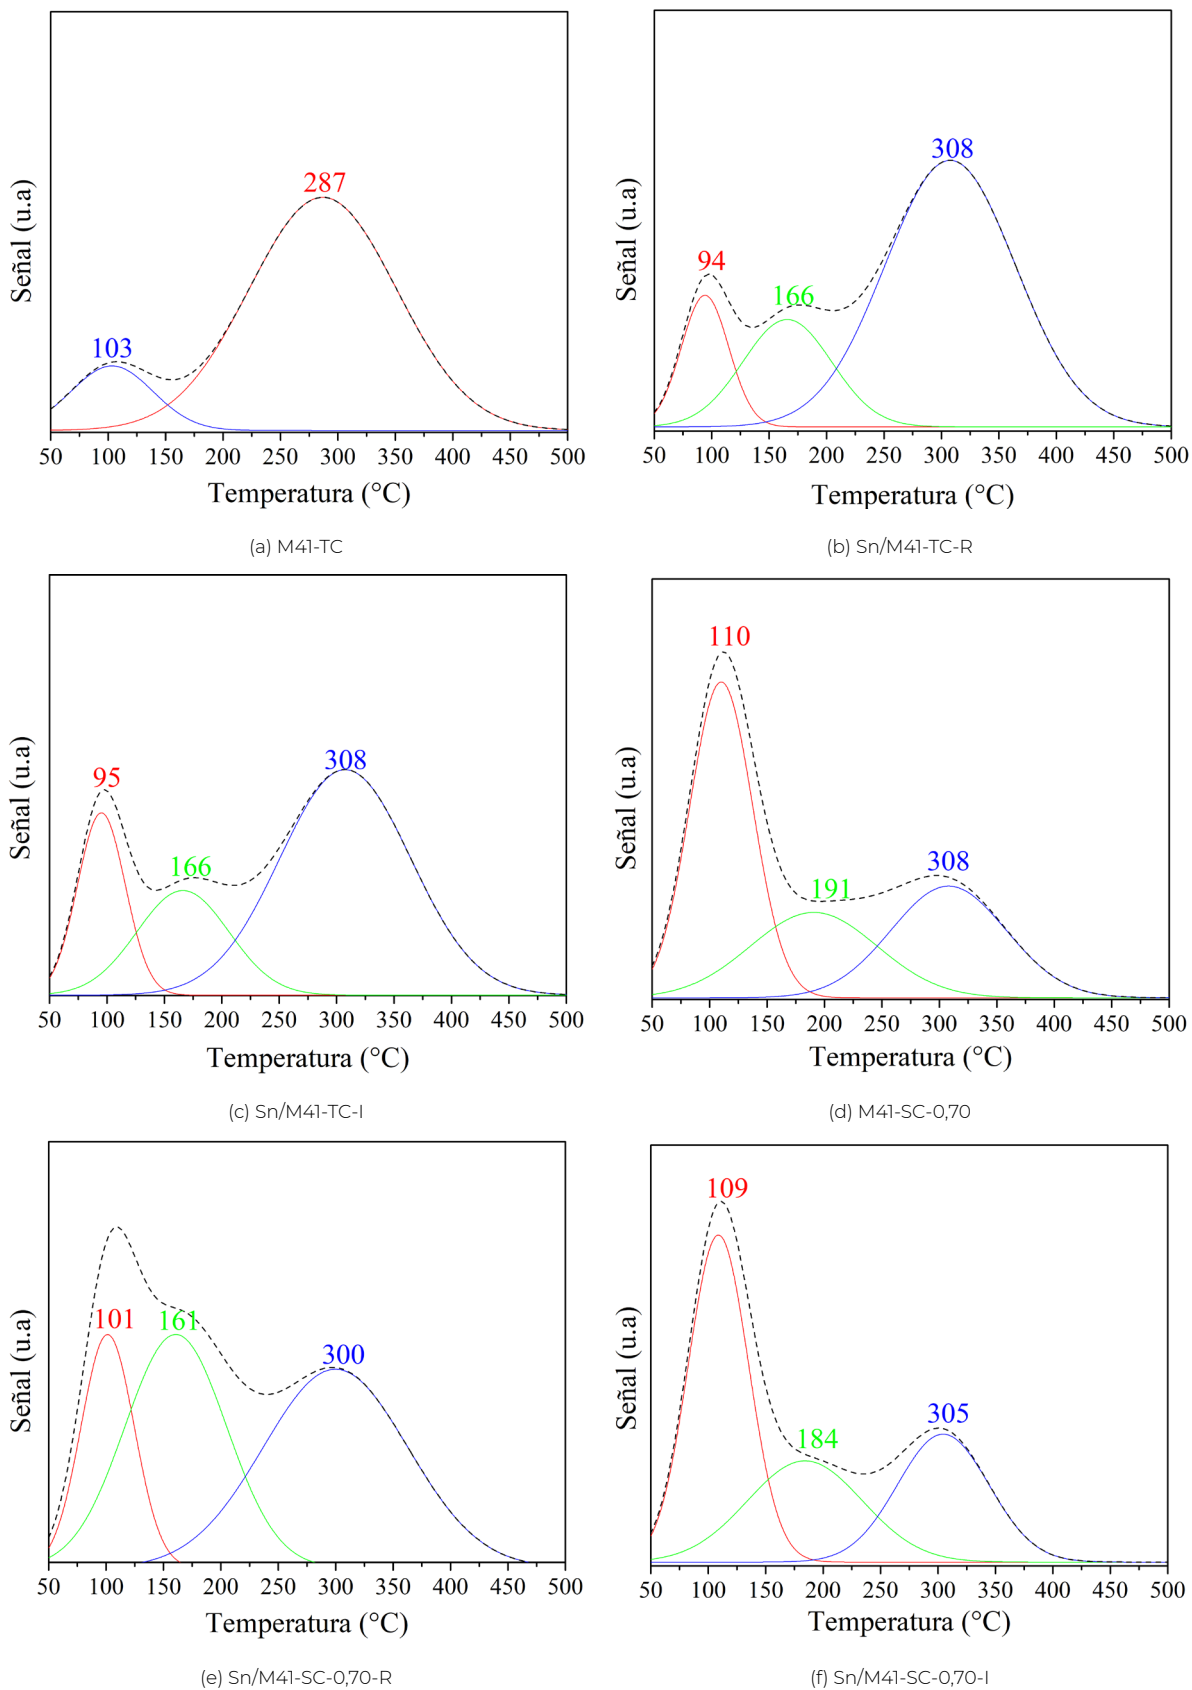 103
287
Señal (u.a)
50 100 150 200 250 300 350 400 450 500
Temperatura (°C)
(a) M41-TC
94
166
308
Señal (u.a)
50 100 150 200 250 300 350 400 450 500
Temperatura (°C)
(b) Sn/M41-TC-R
95
166
308
Señal (u.a)
50 100 150 200 250 300 350 400 450 500
Temperatura (°C)
(c) Sn/M41-TC-I
110
191
308
Señal (u.a)
50 100 150 200 250 300 350 400 450 500
Temperatura (°C)
(d) M41-SC-0,70
101
161
300
Señal (u.a)
50 100 150 200 250 300 350 400 450 500
Temperatura (°C)
(e) Sn/M41-SC-0,70-R
109
184
305
Señal (u.a)
50 100 150 200 250 300 350 400 450 500
Temperatura (°C)
(f) Sn/M41-SC-0,70-I